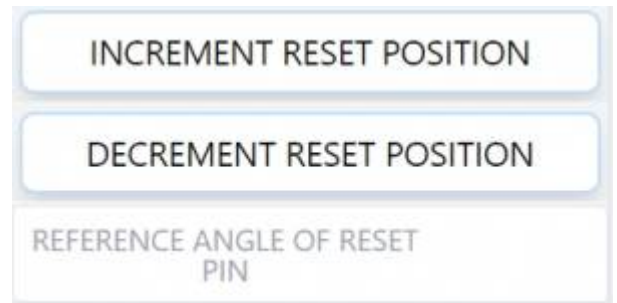 INCREMENT RESET POSITION
DECREMENT RESET POSITION
REFERENCE ANGLE OF RESET
PIN